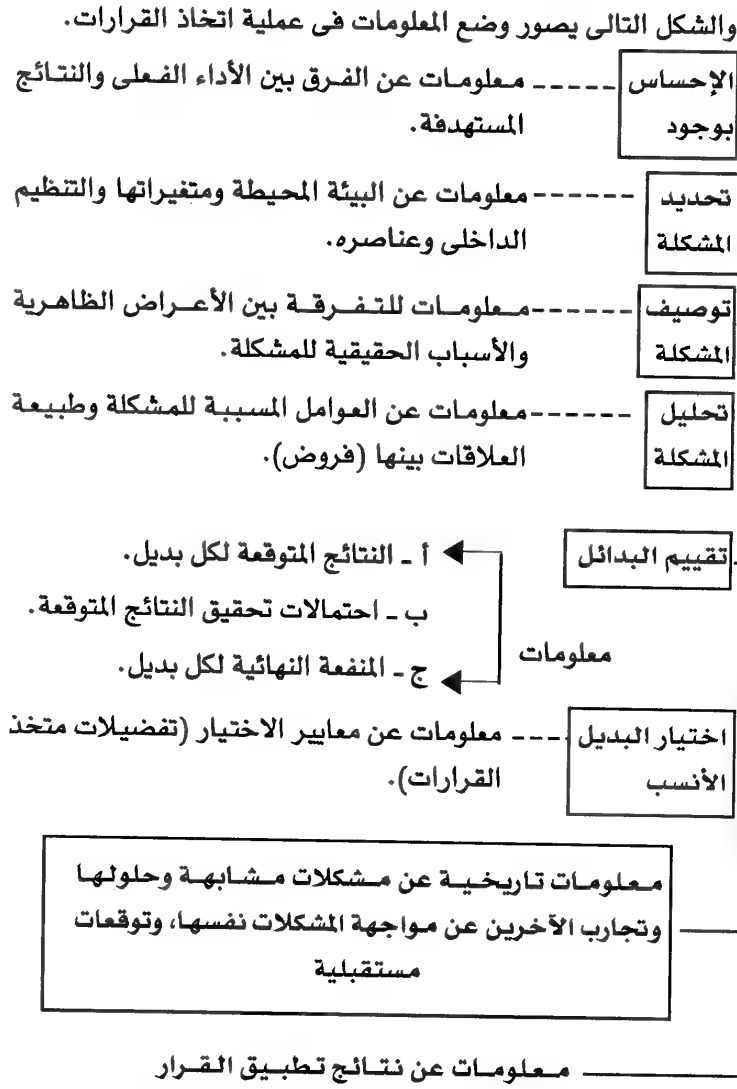 والشكل التالى يصور وضع المعلومات فى عملية اتخاذ القرارات.
الإحساس ----- معلومات عن الفرق بين الأداء الفعلى والنتائج
بوجود المستهدفة.
تحديد ------ معلومات عن البيئة المحيطة ومتغيراتها والتنظيم
المشكلة الداخلى وعناصره.
توصيف ------ معلومات للتفرقة بين الأعراض الظاهرية
المشكلة والأسباب الحقيقية للمشكلة.
تحليل ------ معلومات عن العوامل المسببة للمشكلة وطبيعة
المشكلة العلاقات بينها (فروض).
تقييم البدائل أ ـ النتائج المتوقعة لكل بديل.
ب ـ احتمالات تحقيق النتائج المتوقعة.
معلومات
ج ـ المنفعة النهائية لكل بديل.
اختيار البديل --- معلومات عن معايير الاختيار (تفضيلات متخذ
الأنسب القرارات).
معلومات تاريخية عن مشكلات مشابهة وحلولها
وتجارب الآخرين عن مواجهة المشكلات نفسها، وتوقعات
مستقبلية
معلومات عن نتائج تطبيق القرار